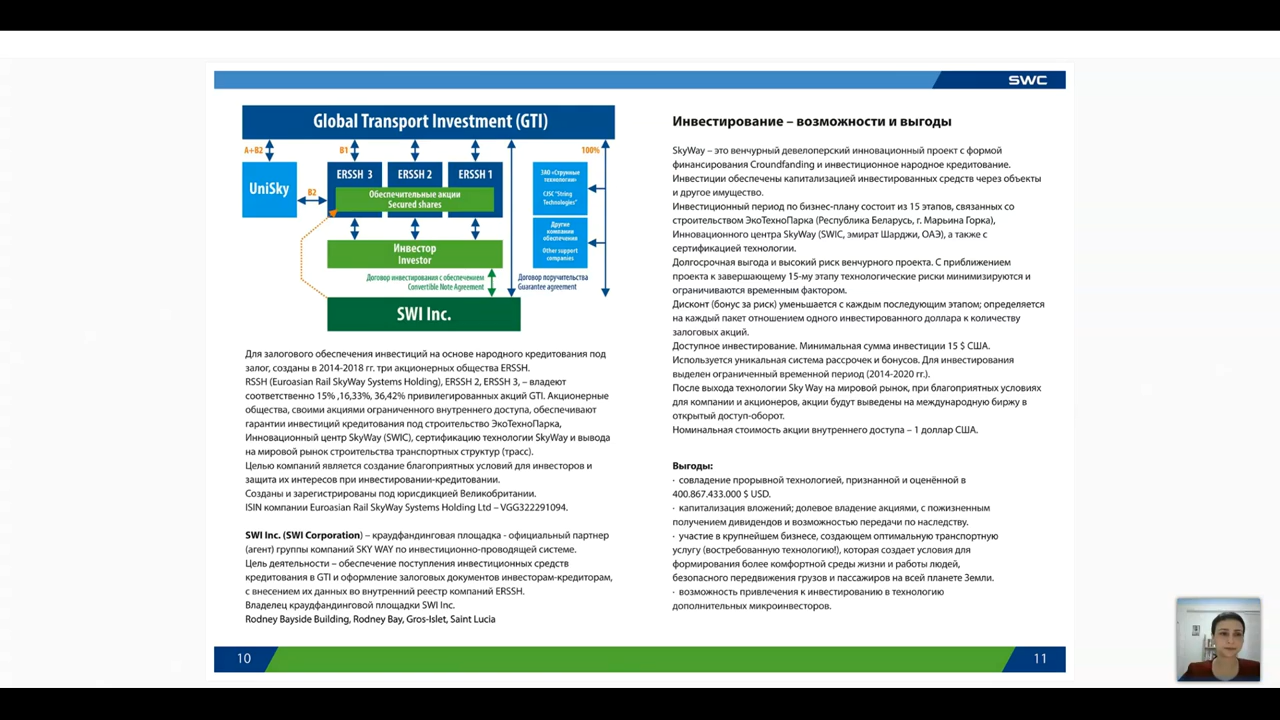 SWC
Global Transport Investment (GTI)
A+B2
B1
100%
UniSky
B2
ERSSH 3
ERSSH 2
ERSSH 1
Обеспечительные акции
Secured shares
ЗАО «Струнные
технологии»
CJSC "String
Technologies"
Инвестор
Investor
Другие
компании
обеспечения
Other support
companies
Договор инвестирования с обеспечением
Convertible Note Agreement
Договор поручительства
Guarantee agreement
SWI Inc.
Для залогового обеспечения инвестиций на основе народного кредитования под
залог, созданы в 2014-2018 гг. три акционерных общества ERSSH.
RSSH (Euroasian Rail SkyWay Systems Holding), ERSSH 2, ERSSH 3, – владеют
соответственно 15% ,16,33%, 36,42% привилегированных акций GTI. Акционерные
общества, своими акциями ограниченного внутреннего доступа, обеспечивают
гарантии инвестиций кредитования под строительство ЭкоТехноПарка,
Инновационный центр SkyWay (SWIC), сертификацию технологии SkyWay и вывода
на мировой рынок строительства транспортных структур (трасс).
Целью компаний является создание благоприятных условий для инвесторов и
защита их интересов при инвестировании-кредитовании.
Созданы и зарегистрированы под юрисдикцией Великобритании.
ISIN компании Euroasian Rail SkyWay Systems Holding Ltd – VGG322291094.
SWI Inc. (SWI Corporation) – краудфандинговая площадка - официальный партнер
(агент) группы компаний SKY WAY по инвестиционно-проводящей системе.
Цель деятельности – обеспечение поступления инвестиционных средств
кредитования в GTI и оформление залоговых документов инвесторам-кредиторам,
с внесением их данных во внутренний реестр компаний ERSSH.
Владелец краудфандинговой площадки SWI Inc.
Rodney Bayside Building, Rodney Bay, Gros-Islet, Saint Lucia
10
Инвестирование – возможности и выгоды
SkyWay – это венчурный девелоперский инновационный проект с формой
финансирования Croundfanding и инвестиционное народное кредитование.
Инвестиции обеспечены капитализацией инвестированных средств через объекты
и другое имущество.
Инвестиционный период по бизнес-плану состоит из 15 этапов, связанных со
строительством ЭкоТехноПарка (Республика Беларусь, г. Марьина Горка),
Инновационного центра SkyWay (SWIC, эмират Шарджи, ОАЭ), а также с
сертификацией технологии.
Долгосрочная выгода и высокий риск венчурного проекта. С приближением
проекта к завершающему 15-му этапу технологические риски минимизируются и
ограничиваются временным фактором.
Дисконт (бонус за риск) уменьшается с каждым последующим этапом; определяется
на каждый пакет отношением одного инвестированного доллара к количеству
залоговых акций.
Доступное инвестирование. Минимальная сумма инвестиции 15 $ США.
Используется уникальная система рассрочек и бонусов. Для инвестирования
выделен ограниченный временной период (2014-2020 гг.).
После выхода технологии Sky Way на мировой рынок, при благоприятных условиях
для компании и акционеров, акции будут выведены на международную биржу в
открытый доступ-оборот.
Номинальная стоимость акции внутреннего доступа – 1 доллар США.
Выгоды:
· совладение прорывной технологией, признанной и оценённой в
400.867.433.000 $ USD.
· капитализация вложений; долевое владение акциями, с пожизненным
получением дивидендов и возможностью передачи по наследству.
· участие в крупнейшем бизнесе, создающем оптимальную транспортную
услугу (востребованную технологию!), которая создает условия для
формирования более комфортной среды жизни и работы людей,
безопасного передвижения грузов и пассажиров на всей планете Земли.
· возможность привлечения к инвестированию в технологию
дополнительных микроинвесторов.
11